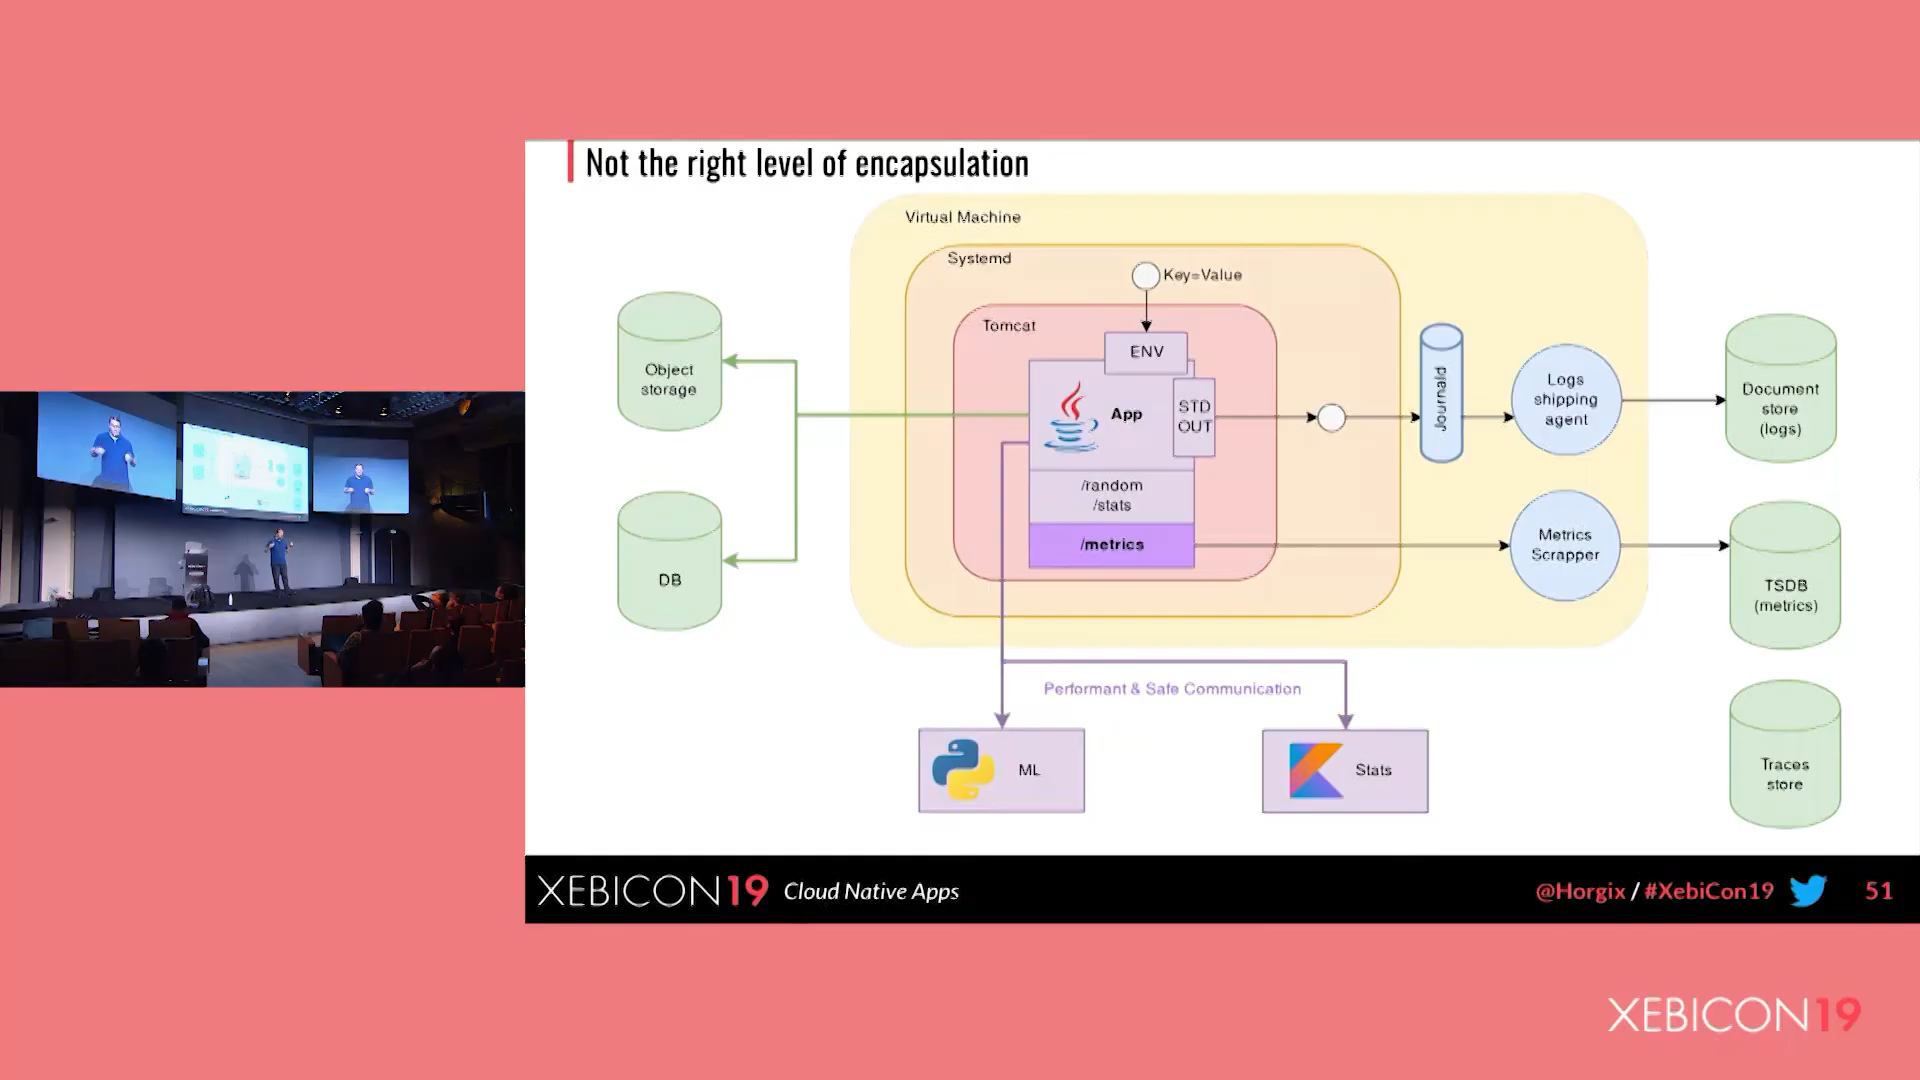 Not the right level of encapsulation
Virtual Machine
Systemd
Key=Value
Tomcat
ENV
App
STD
OUT
/random
/stats
/metrics
Object
storage
DB
Journald
Logs
shipping
agent
Document
store
(logs)
Metrics
Scrapper
TSDB
(metrics)
Traces
store
Performant & Safe Communication
ML
Stats
XEBICON19 Cloud Native Apps
@Horgix / #XebiCon19 51
XEBICON19